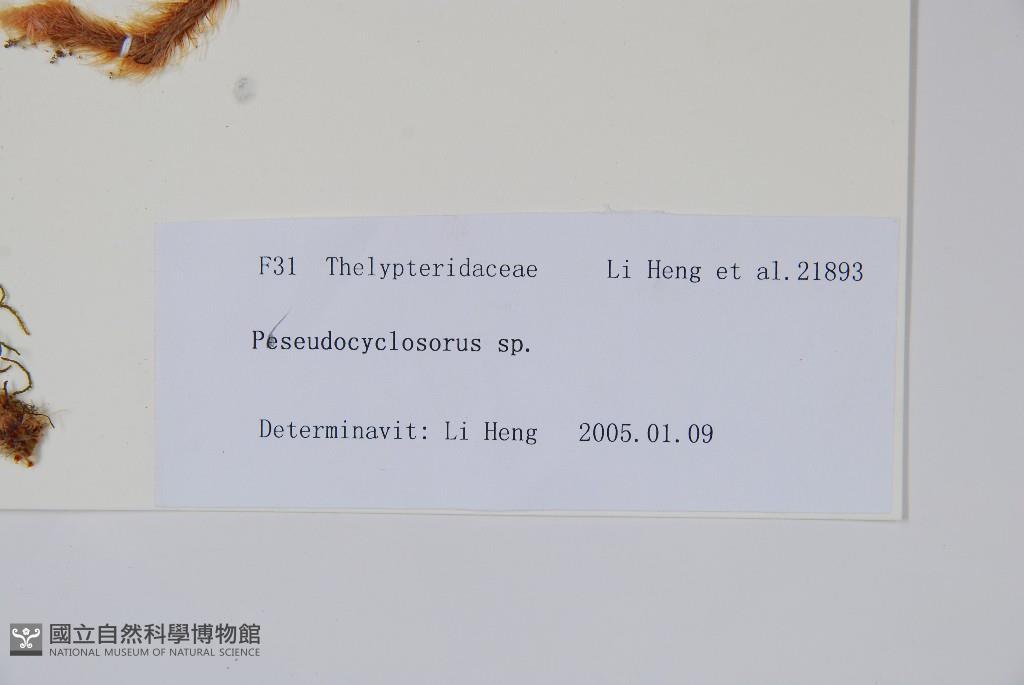 F31 Thelypteridaceae Li Heng et al.21893
Peseudocyclosorus sp.
Determinavit: Li Heng 2005.01.09
國立自然科學博物館
NATIONAL MUSEUM OF NATURAL SCIENCE